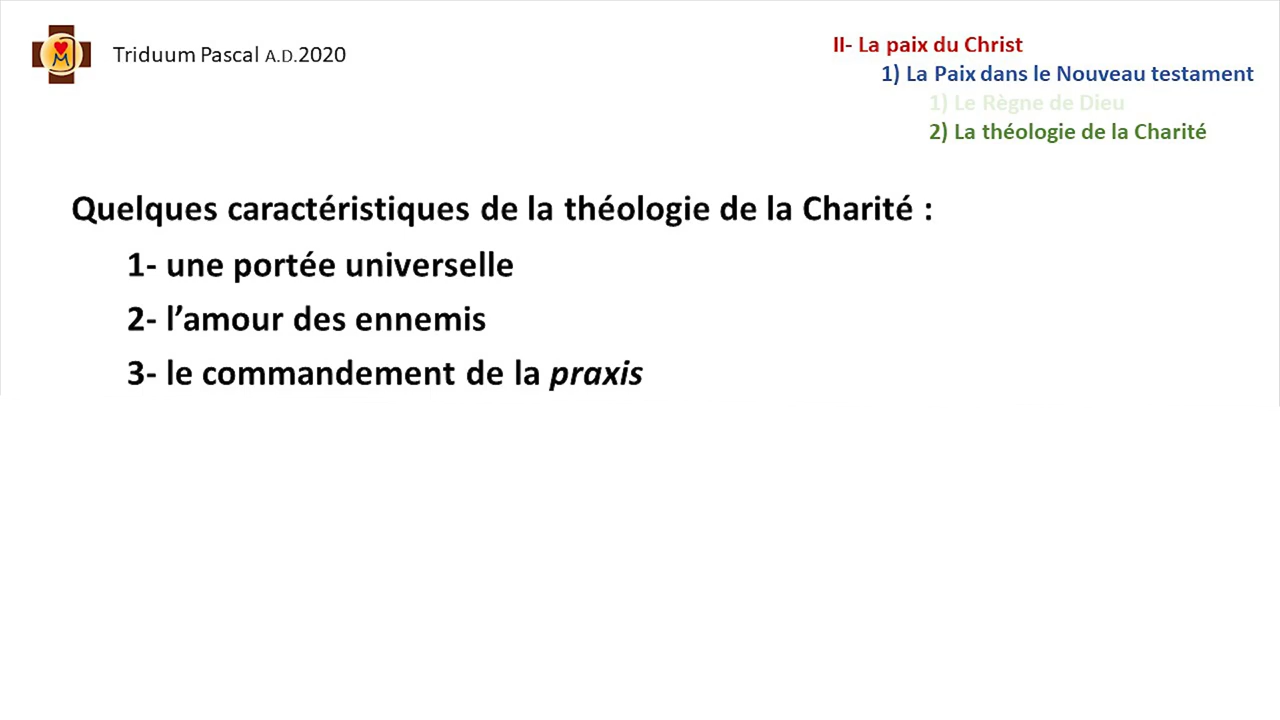 Triduum Pascal A.D.2020
II- La paix du Christ
1) La Paix dans le Nouveau testament
1) Le Règne de Dieu
2) La théologie de la Charité
Quelques caractéristiques de la théologie de la Charité :
1- une portée universelle
2- l’amour des ennemis
3- le commandement de la praxis